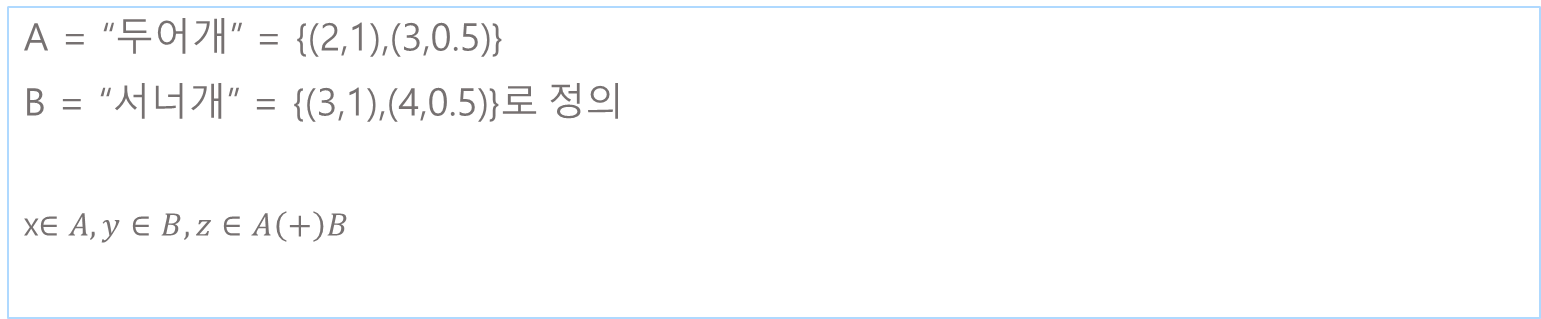 A = “두어개” = {(2,1),(3,0.5)}
B = “서너개” = {(3,1),(4,0.5)}로 정의
x∈ A, y ∈ B, z ∈ A(+)B